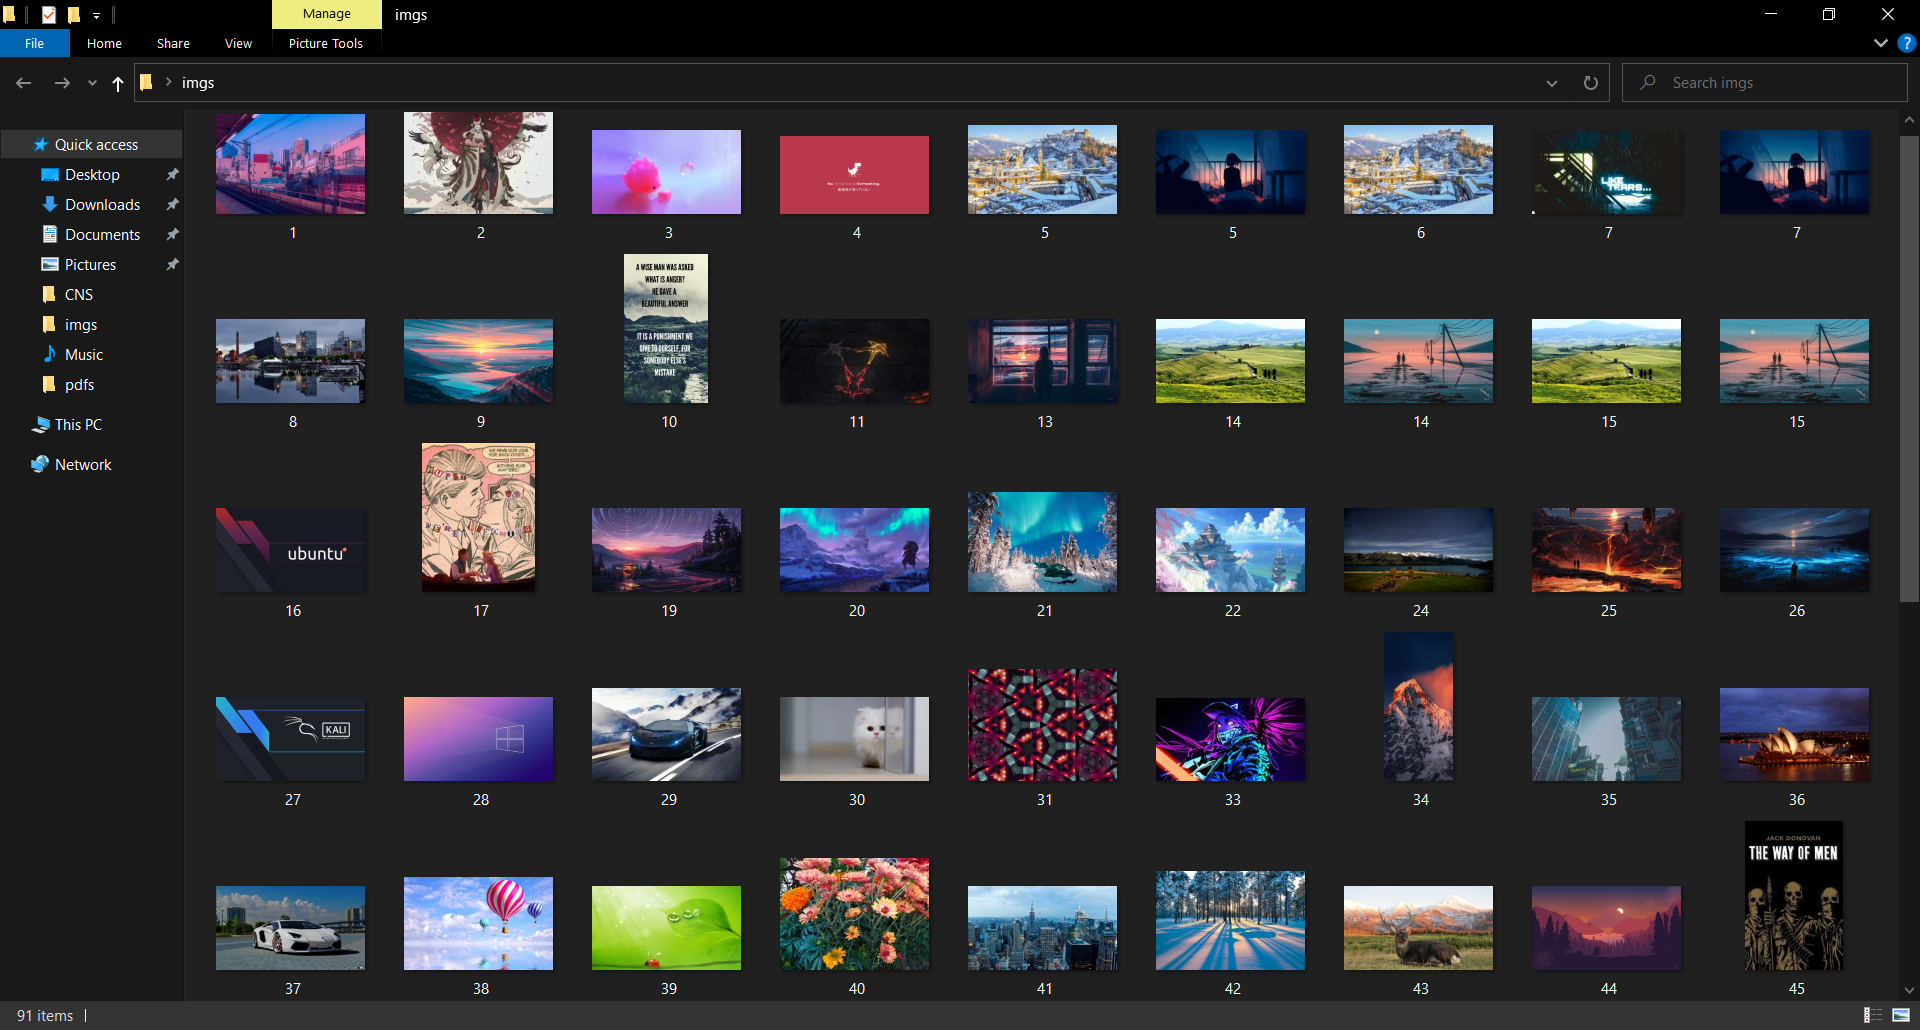 Manage
imgs
File
Home
Share
View
Picture Tools
imgs
Search imgs
Quick access
Desktop
Downloads
Documents
Pictures
CNS
imgs
Music
pdfs
This PC
Network
1
2
3
4
5
5
6
7
7
LIKE
TEARS...
A WISE MAN WAS ASKED
WHAT IS ANGER?
HE GAVE A
BEAUTIFUL ANSWER
IT IS A PUNISHMENT WE
GIVE TO OURSELF, FOR
SOMEBODY ELSE'S
MISTAKE
8
9
10
11
13
14
14
15
15
ubuntu
16
17
19
20
21
22
24
25
26
KALI
27
28
29
30
31
33
34
35
36
JACK DONOVAN
THE WAY OF MEN
37
38
39
40
41
42
43
44
45
91 items